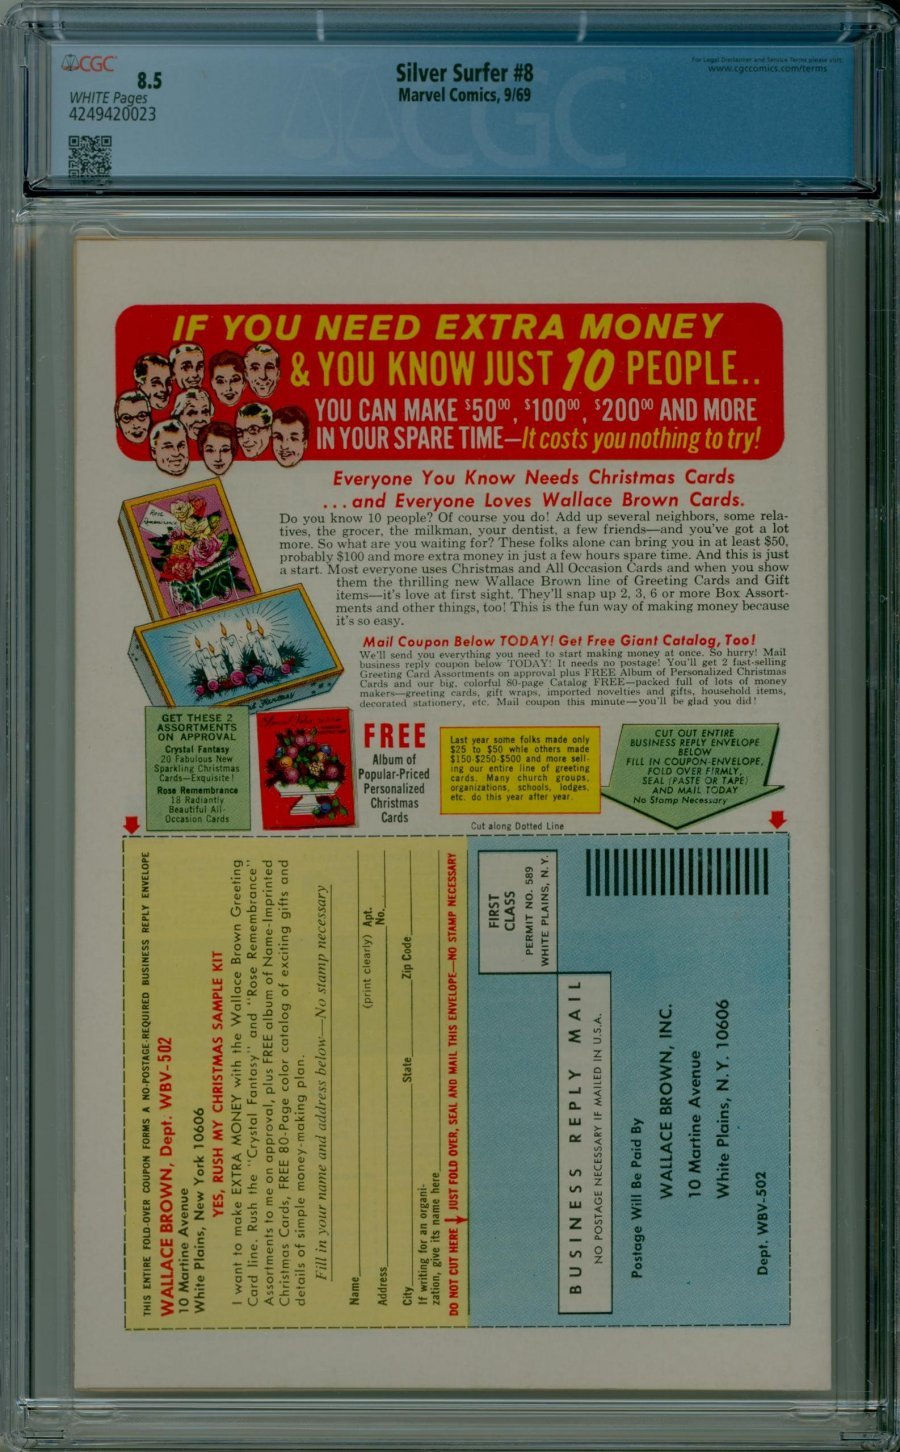 CGC
8.5
WHITE Pages
4249420023
Silver Surfer #8
Marvel Comics, 9/69
For Legal Disclaimer and Service Terms please visit:
www.cgccomics.com/terms
CGC
IF YOU NEED EXTRA MONEY
& YOU KNOW JUST 10 PEOPLE..
YOU CAN MAKE $50⁰⁰, $100⁰⁰, $200⁰⁰ AND MORE
IN YOUR SPARE TIME—It costs you nothing to try!
Everyone You Know Needs Christmas Cards
...and Everyone Loves Wallace Brown Cards.
Do you know 10 people? Of course you do! Add up several neighbors, some rela-
tives, the grocer, the milkman, your dentist, a few friends—and you've got a lot
more. So what are you waiting for? These folks alone can bring you in at least $50,
probably $100 and more extra money in just a few hours spare time. And this is just
a start. Most everyone uses Christmas and All Occasion Cards and when you show
them the thrilling new Wallace Brown line of Greeting Cards and Gift
items—it's love at first sight. They'll snap up 2, 3, 6 or more Box Assort-
ments and other things, too! This is the fun way of making money because
it's so easy.
Mail Coupon Below TODAY! Get Free Giant Catalog, Too!
We'll send you everything you need to start making money at once. So hurry! Mail
business reply coupon below TODAY! It needs no postage! You'll get 2 fast-selling
Greeting Card Assortments on approval plus FREE Album of Personalized Christmas
Cards and our big, colorful 80-page Catalog FREE—packed full of lots of money
makers—greeting cards, gift wraps, imported novelties and gifts, household items,
decorated stationery, etc. Mail coupon this minute—you'll be glad you did!
Rose
Remembrance
Fantasy
GET THESE 2
ASSORTMENTS
ON APPROVAL
Crystal Fantasy
20 Fabulous New
Sparkling Christmas
Cards—Exquisite!
Rose Remembrance
18 Radiantly
Beautiful All-
Occasion Cards
FREE
Album of
Popular-Priced
Personalized
Christmas
Cards
Last year some folks made only
$25 to $50 while others made
$150-$250-$500 and more sell-
ing our entire line of greeting
cards. Many church groups,
organizations, schools, lodges,
etc. do this year after year.
CUT OUT ENTIRE
BUSINESS REPLY ENVELOPE
BELOW
FILL IN COUPON-ENVELOPE,
FOLD OVER FIRMLY,
SEAL (PASTE OR TAPE)
AND MAIL TODAY
No Stamp Necessary
Cut along Dotted Line
THIS ENTIRE FOLD-OVER COUPON FORMS A NO-POSTAGE-REQUIRED BUSINESS REPLY ENVELOPE
WALLACE BROWN, Dept. WBV-502
10 Martine Avenue
White Plains, New York 10606
YES, RUSH MY CHRISTMAS SAMPLE KIT
I want to make EXTRA MONEY with the Wallace Brown Greeting
Card line. Rush the "Crystal Fantasy" and "Rose Remembrance"
Assortments to me on approval, plus FREE album of Name-Imprinted
Christmas Cards, FREE 80-Page color catalog of exciting gifts and
details of simple money-making plan.
Fill in your name and address below—No stamp necessary
Name
(print clearly) Apt.
Address No.
City State Zip Code
If writing for an organi-
zation, give its name here
DO NOT CUT HERE JUST FOLD OVER, SEAL AND MAIL THIS ENVELOPE—NO STAMP NECESSARY
FIRST
CLASS
PERMIT NO. 589
WHITE PLAINS, N. Y.
BUSINESS REPLY MAIL
NO POSTAGE NECESSARY IF MAILED IN U.S.A.
Postage Will Be Paid By
WALLACE BROWN, INC.
10 Martine Avenue
White Plains, N.Y. 10606
Dept. WBV-502